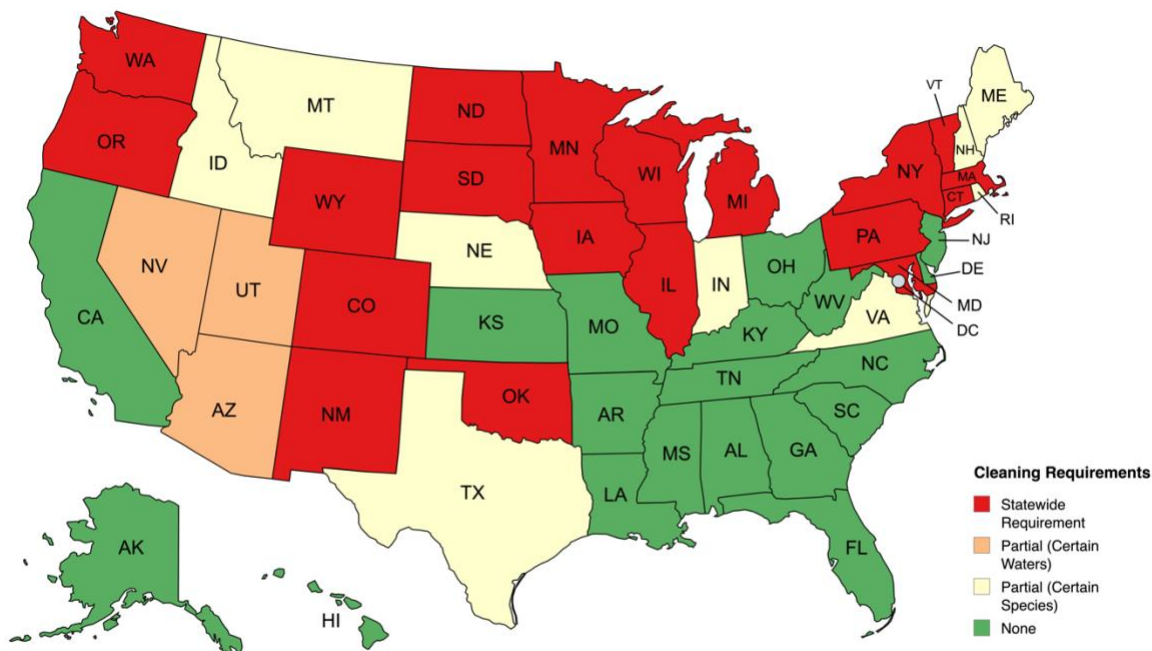 WA
MT
ND
MN
VT
ME
OR
ID
SD
WI
MI
NY
NH
MA
CT
RI
WY
NE
IA
PA
NJ
NV
UT
CO
IL
IN
OH
DE
MD
DC
CA
KS
MO
WV
VA
KY
AZ
NM
OK
AR
TN
NC
SC
TX
LA
MS
AL
GA
FL
AK
HI
Cleaning Requirements
Statewide
Requirement
Partial (Certain
Waters)
Partial (Certain
Species)
None